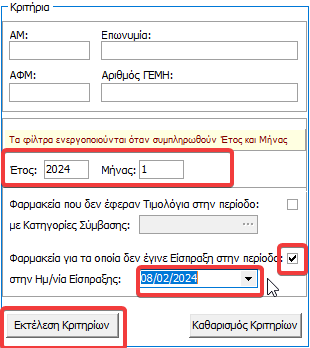 Κριτήρια
ΑΜ: Επωνυμία:
ΑΦΜ: Αριθμός ΓΕΜΗ:
Τα φίλτρα ενεργοποιούνται όταν συμπληρωθούν Έτος και Μήνας
Έτος: 2024 Μήνας: 1
Φαρμακεία που δεν έφεραν Τιμολόγια στην περίοδο:
με Κατηγορίες Σύμβασης: ...
Φαρμακεία για τα οποία δεν έγινε Είσπραξη στην περίοδο:
στην Ημ/νία Είσπραξης: 08/02/2024
Εκτέλεση Κριτηρίων Καθαρισμός Κριτηρίων